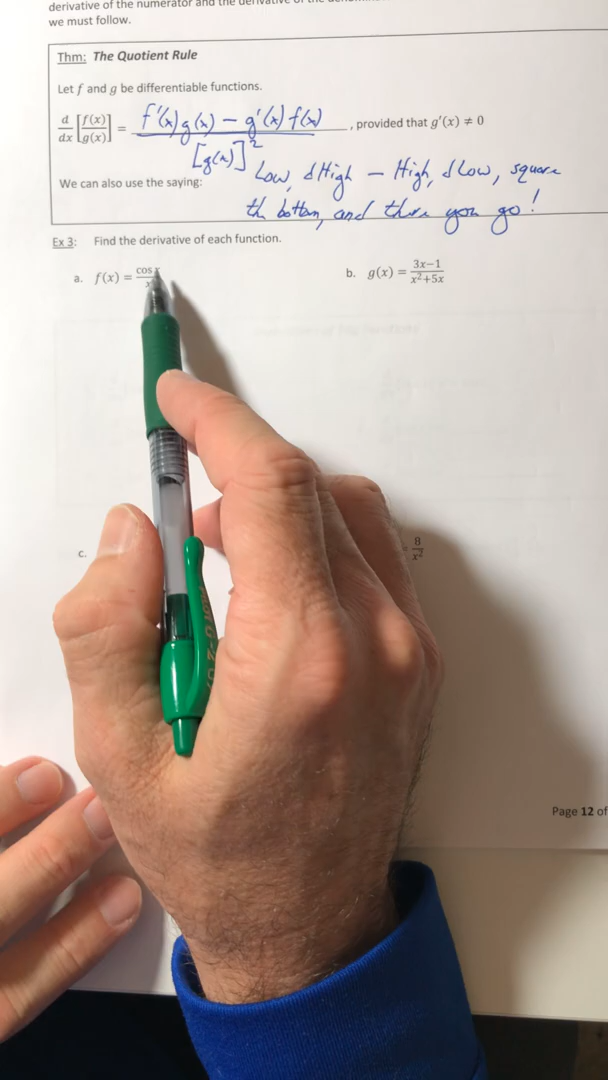 derivative of the numerator and the derivative of the
we must follow.
Thm: The Quotient Rule
Let f and g be differentiable functions.
d/dx [f(x)/g(x)] = f'(x)g(x) − g'(x)f(x) / [g(x)]² , provided that g'(x) ≠ 0
We can also use the saying: Low, dHigh − High, dLow, square
the bottom, and there you go!
Ex 3: Find the derivative of each function.
a. f(x) = cos x/x
b. g(x) = 3x−1/x²+5x
c.
8/x²
Page 12 of